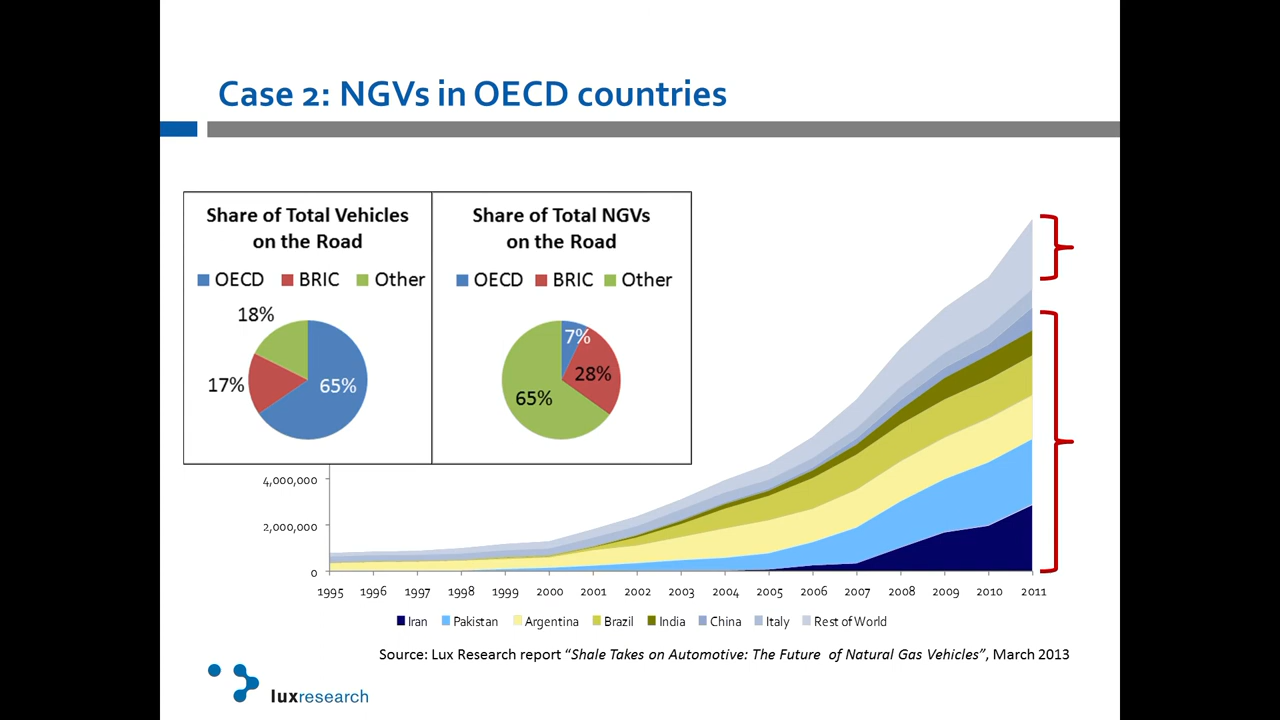 Case 2: NGVs in OECD countries
Share of Total Vehicles
on the Road
OECD BRIC Other
18%
17%
65%
Share of Total NGVs
on the Road
OECD BRIC Other
7%
28%
65%
4,000,000
2,000,000
0
1995 1996 1997 1998 1999 2000 2001 2002 2003 2004 2005 2006 2007 2008 2009 2010 2011
Iran Pakistan Argentina Brazil India China Italy Rest of World
Source: Lux Research report “Shale Takes on Automotive: The Future of Natural Gas Vehicles”, March 2013
luxresearch